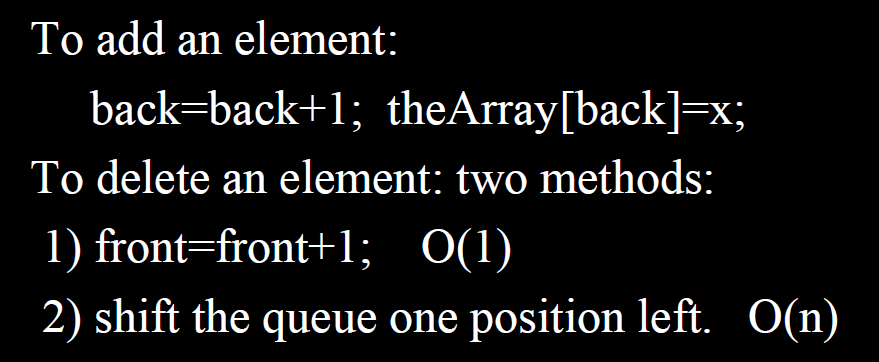 To add an element:
back=back+1; theArray[back]=x;
To delete an element: two methods:
1) front=front+1; O(1)
2) shift the queue one position left. O(n)